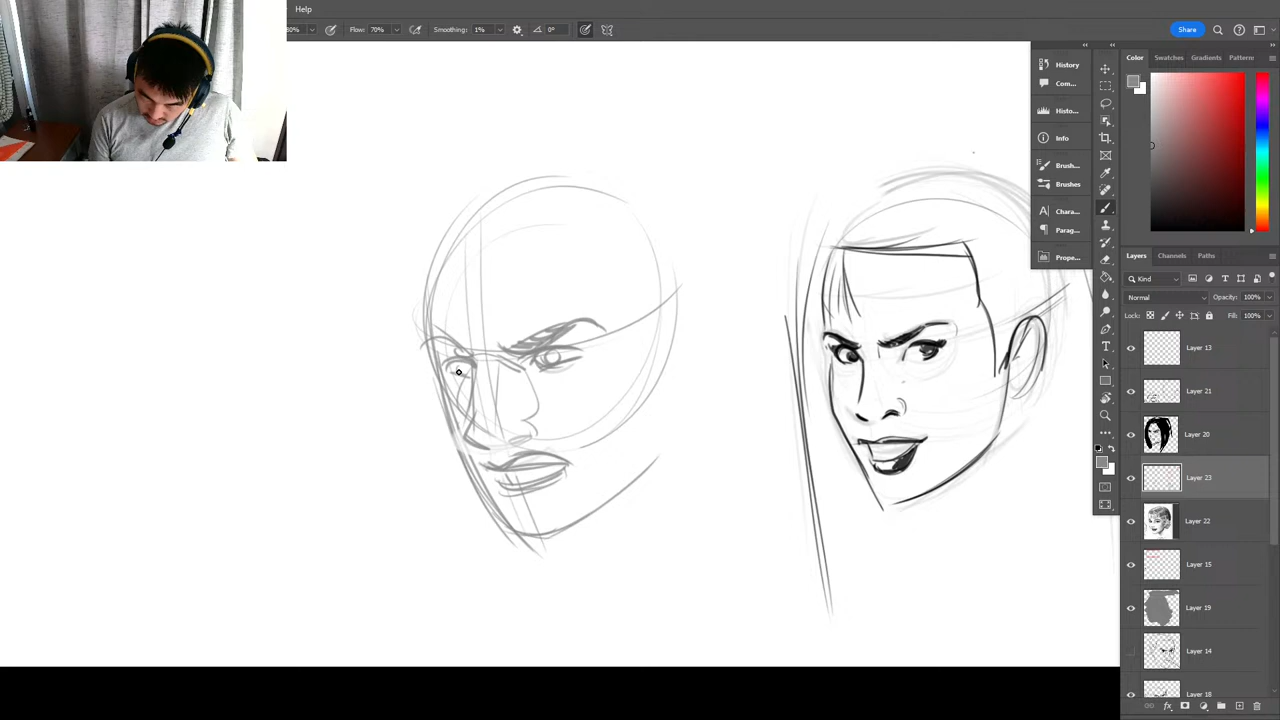 Help
80% Flow: 70% Smoothing: 1% 0° Share
History
Com...
Histo...
Info
Brush...
Brushes
Chara...
Parag...
Prope...
Color Swatches Gradients Pattern
Layers Channels Paths
Kind
Normal Opacity: 100%
Lock: Fill: 100%
Layer 13
Layer 21
Layer 20
Layer 23
Layer 22
Layer 15
Layer 19
Layer 14
Layer 18
fx